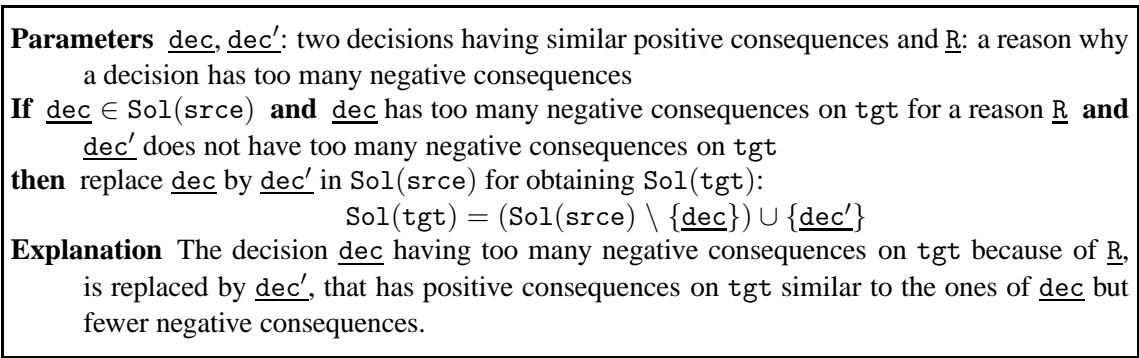 Parameters dec, dec′: two decisions having similar positive consequences and R: a reason why
a decision has too many negative consequences
If dec ∈ Sol(srce) and dec has too many negative consequences on tgt for a reason R and
dec′ does not have too many negative consequences on tgt
then replace dec by dec′ in Sol(srce) for obtaining Sol(tgt):
Sol(tgt) = (Sol(srce) \ {dec}) ∪ {dec′}
Explanation The decision dec having too many negative consequences on tgt because of R,
is replaced by dec′, that has positive consequences on tgt similar to the ones of dec but
fewer negative consequences.